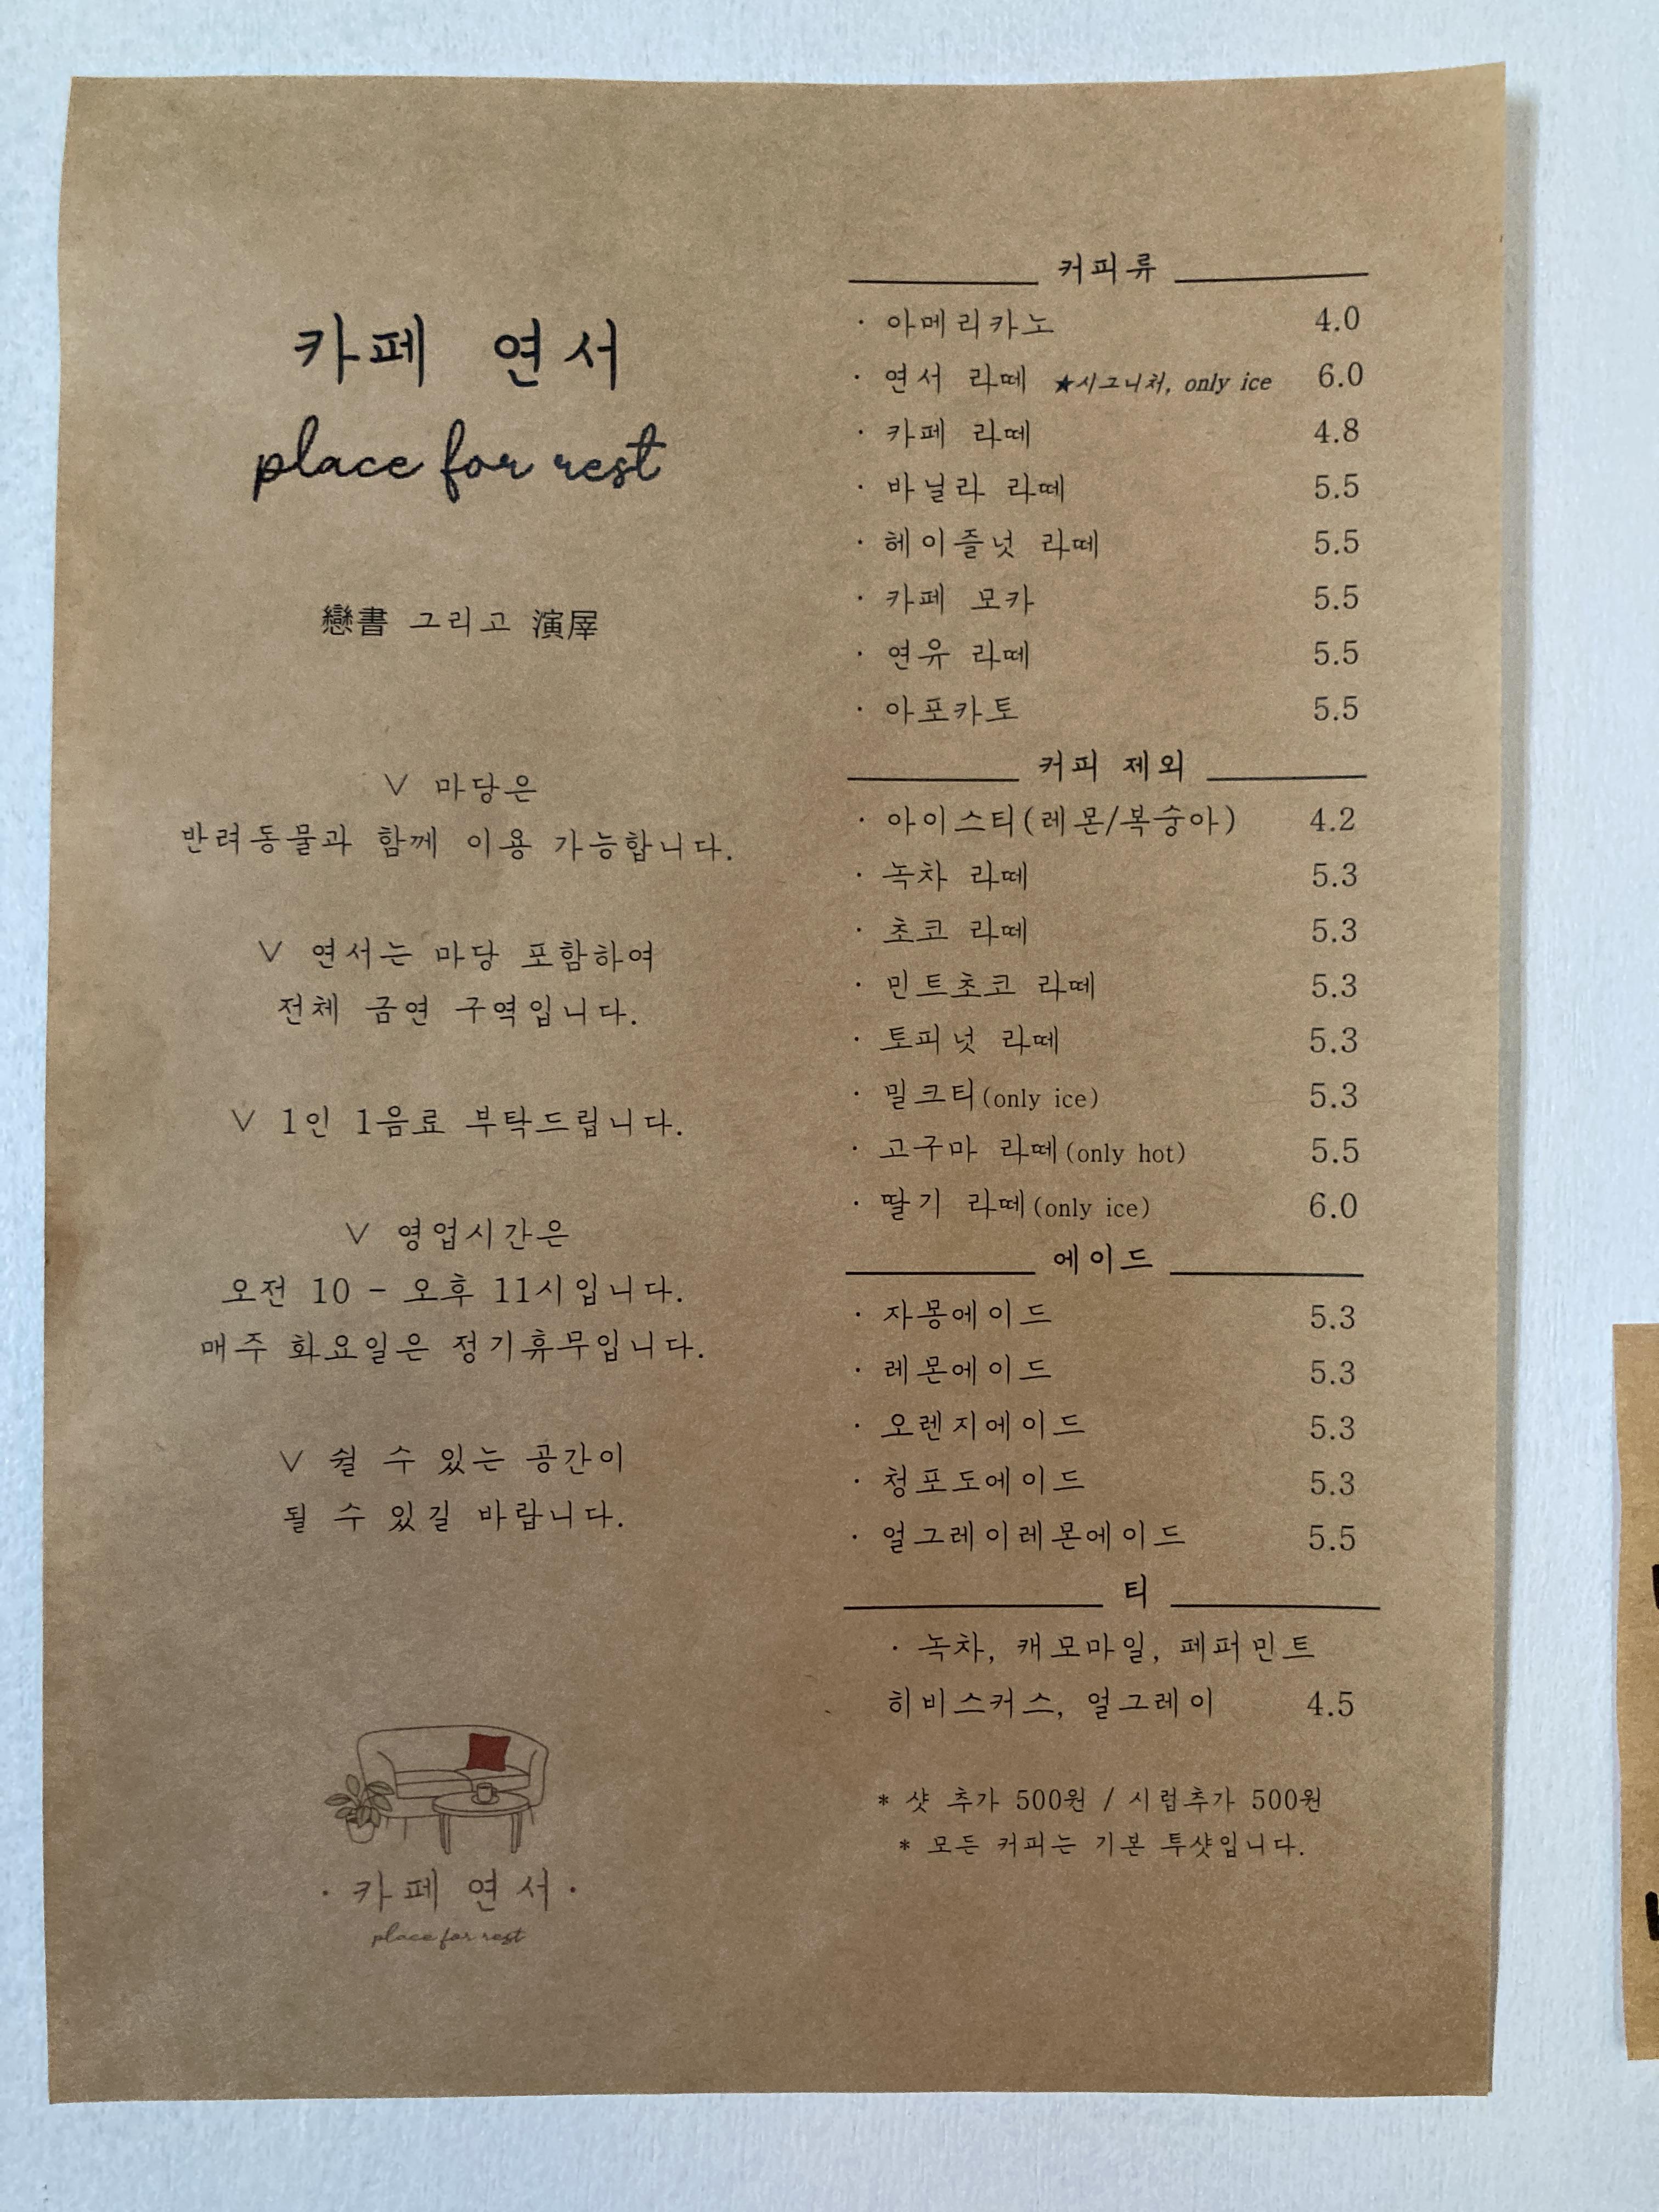 카페 연서
place for rest
戀書 그리고 演犀
∨ 마당은
반려동물과 함께 이용 가능합니다.
∨ 연서는 마당 포함하여
전체 금연 구역입니다.
∨ 1인 1음료 부탁드립니다.
∨ 영업시간은
오전 10 - 오후 11시입니다.
매주 화요일은 정기휴무입니다.
∨ 쉴 수 있는 공간이
될 수 있길 바랍니다.
· 카페 연서 ·
place for rest
커피류
· 아메리카노 4.0
· 연서 라떼 ★시그니처, only ice 6.0
· 카페 라떼 4.8
· 바닐라 라떼 5.5
· 헤이즐넛 라떼 5.5
· 카페 모카 5.5
· 연유 라떼 5.5
· 아포카토 5.5
커피 제외
· 아이스티(레몬/복숭아) 4.2
· 녹차 라떼 5.3
· 초코 라떼 5.3
· 민트초코 라떼 5.3
· 토피넛 라떼 5.3
· 밀크티(only ice) 5.3
· 고구마 라떼(only hot) 5.5
· 딸기 라떼(only ice) 6.0
에이드
· 자몽에이드 5.3
· 레몬에이드 5.3
· 오렌지에이드 5.3
· 청포도에이드 5.3
· 얼그레이레몬에이드 5.5
티
· 녹차, 캐모마일, 페퍼민트
히비스커스, 얼그레이 4.5
* 샷 추가 500원 / 시럽추가 500원
* 모든 커피는 기본 투샷입니다.